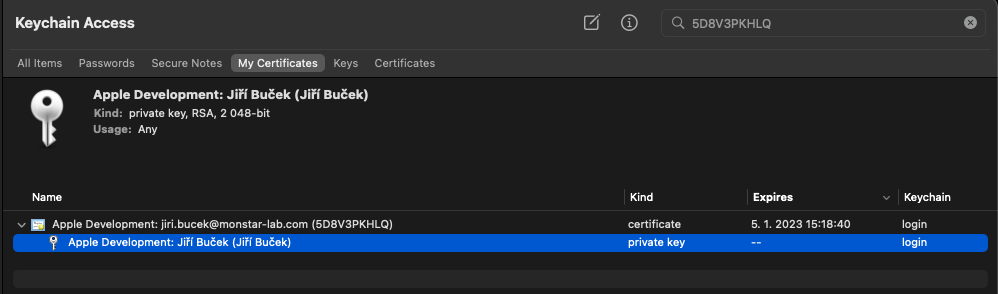 Keychain Access
5D8V3PKHLQ
All Items Passwords Secure Notes My Certificates Keys Certificates
Apple Development: Jiří Buček (Jiří Buček)
Kind: private key, RSA, 2 048-bit
Usage: Any
Name Kind Expires Keychain
Apple Development: jiri.bucek@monstar-lab.com (5D8V3PKHLQ) certificate 5. 1. 2023 15:18:40 login
Apple Development: Jiří Buček (Jiří Buček) private key -- login